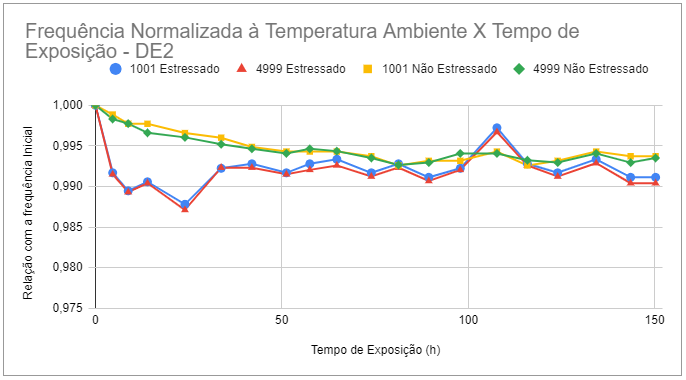 Frequência Normalizada à Temperatura Ambiente X Tempo de
Exposição - DE2
1001 Estressado 4999 Estressado 1001 Não Estressado 4999 Não Estressado
Relação com a frequência Inicial
1,000
0,995
0,990
0,985
0,980
0,975
0 50 100 150
Tempo de Exposição (h)